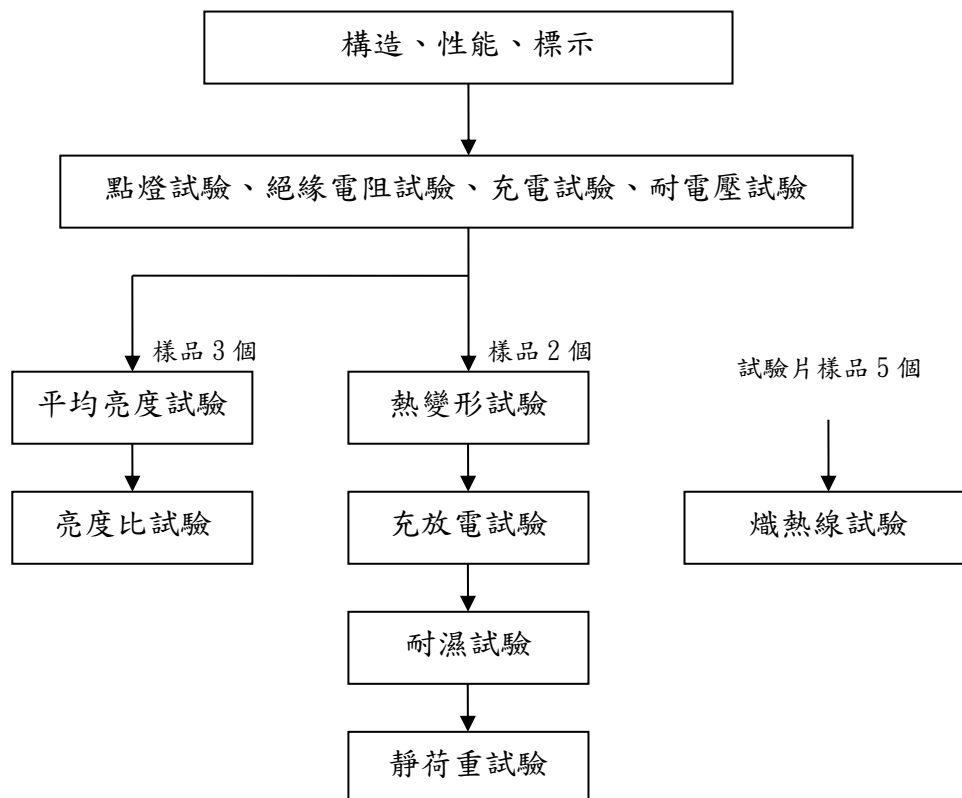 構造、性能、標示
點燈試驗、絕緣電阻試驗、充電試驗、耐電壓試驗
樣品 3 個
樣品 2 個
試驗片樣品 5 個
平均亮度試驗
熱變形試驗
亮度比試驗
充放電試驗
熾熱線試驗
耐濕試驗
靜荷重試驗